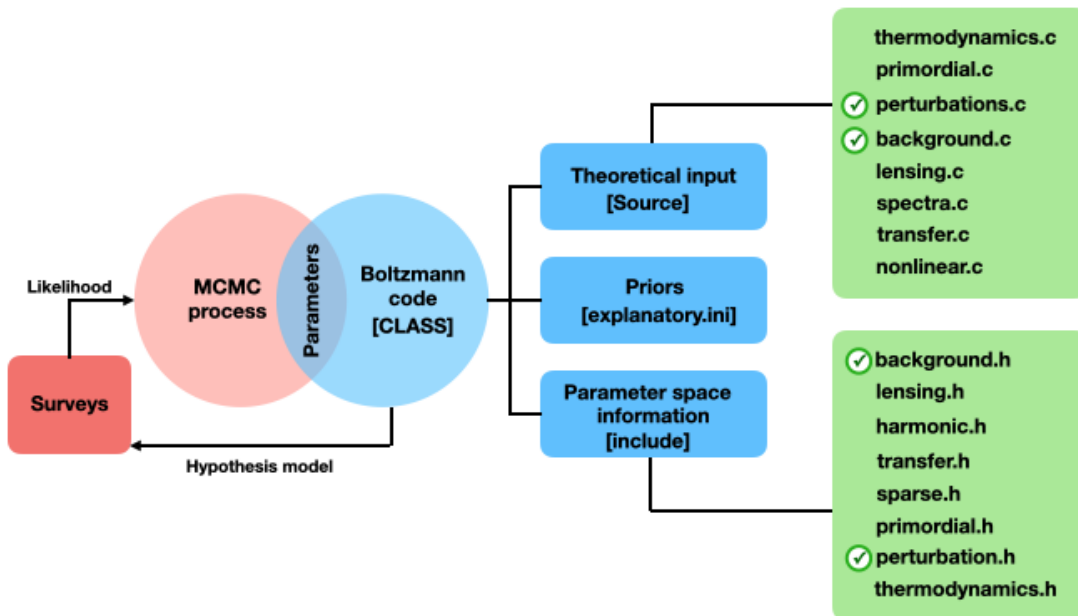 Surveys
Likelihood
Hypothesis model
MCMC
process
Parameters
Boltzmann
code
[CLASS]
Theoretical input
[Source]
Priors
[explanatory.ini]
Parameter space
information
[include]
thermodynamics.c
primordial.c
perturbations.c
background.c
lensing.c
spectra.c
transfer.c
nonlinear.c
background.h
lensing.h
harmonic.h
transfer.h
sparse.h
primordial.h
perturbation.h
thermodynamics.h